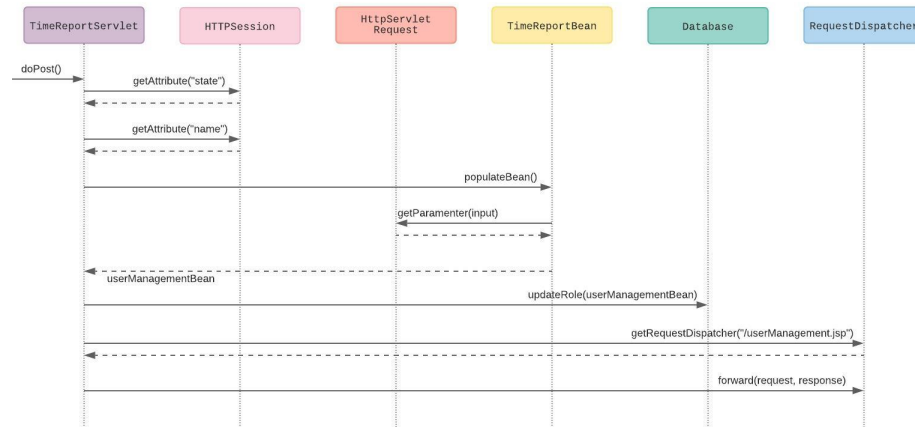 TimeReportServlet
HTTPSession
HttpServlet
Request
TimeReportBean
Database
RequestDispatcher
doPost()
getAttribute("state")
getAttribute("name")
populateBean()
getParamenter(input)
userManagementBean
updateRole(userManagementBean)
getRequestDispatcher("/userManagement.jsp")
forward(request, response)